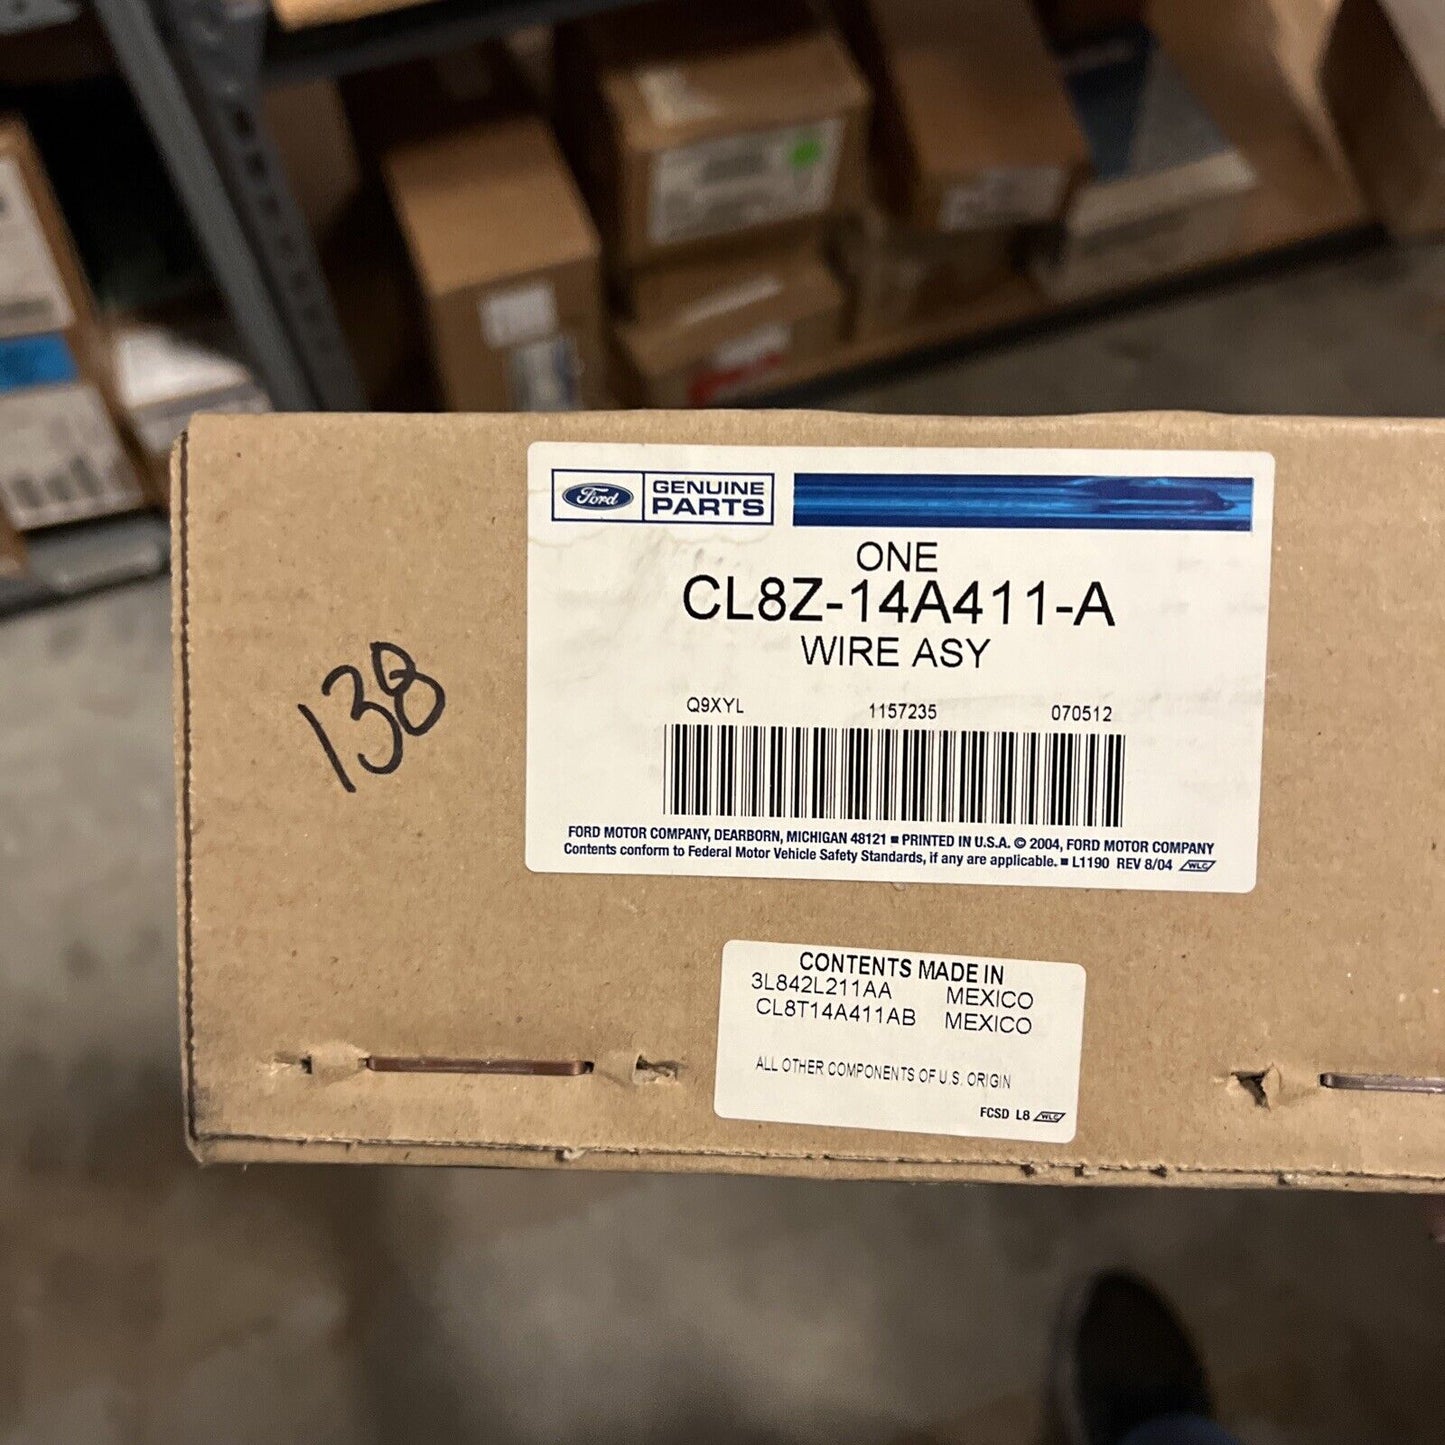 Ford GENUINE
PARTS
ONE
CL8Z-14A411-A
WIRE ASY
Q9XYL 1157235 070512
FORD MOTOR COMPANY, DEARBORN, MICHIGAN 48121 ■ PRINTED IN U.S.A. © 2004, FORD MOTOR COMPANY
Contents conform to Federal Motor Vehicle Safety Standards, if any are applicable. ■ L1190 REV 8/04 WLC
138
CONTENTS MADE IN
3L842L211AA MEXICO
CL8T14A411AB MEXICO
ALL OTHER COMPONENTS OF U.S. ORIGIN
FCSD L8 WLC